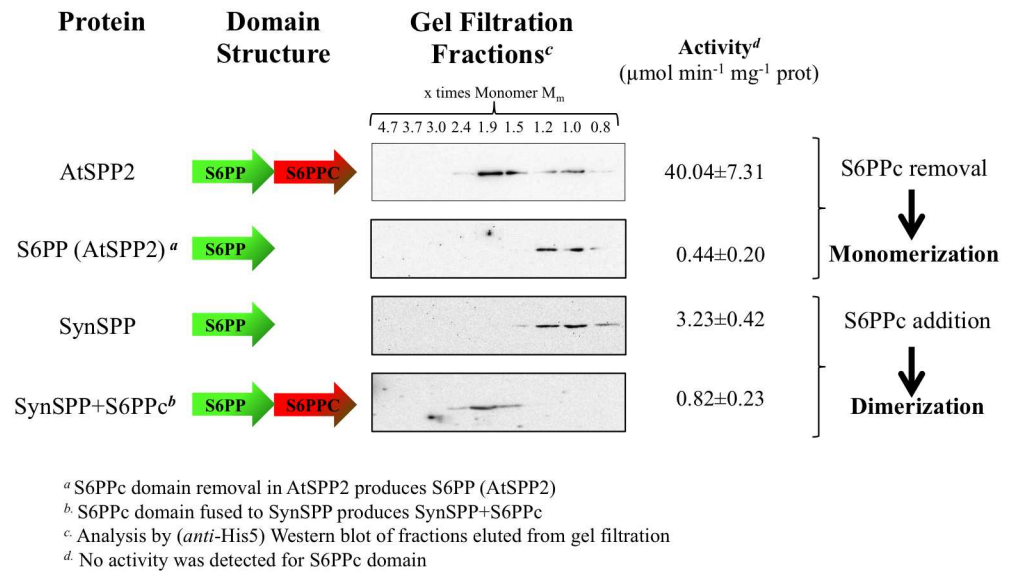 Protein
Domain
Structure
Gel Filtration
Fractionsᶜ
Activityᵈ
(µmol min⁻¹ mg⁻¹ prot)
x times Monomer Mₘ
4.7 3.7 3.0 2.4 1.9 1.5 1.2 1.0 0.8
AtSPP2
S6PP S6PPC
40.04±7.31
S6PPc removal
S6PP (AtSPP2) ᵃ
S6PP
0.44±0.20
Monomerization
SynSPP
S6PP
3.23±0.42
S6PPc addition
SynSPP+S6PPcᵇ
S6PP S6PPC
0.82±0.23
Dimerization
ᵃ S6PPc domain removal in AtSPP2 produces S6PP (AtSPP2)
ᵇ· S6PPc domain fused to SynSPP produces SynSPP+S6PPc
ᶜ· Analysis by (anti-His5) Western blot of fractions eluted from gel filtration
ᵈ· No activity was detected for S6PPc domain